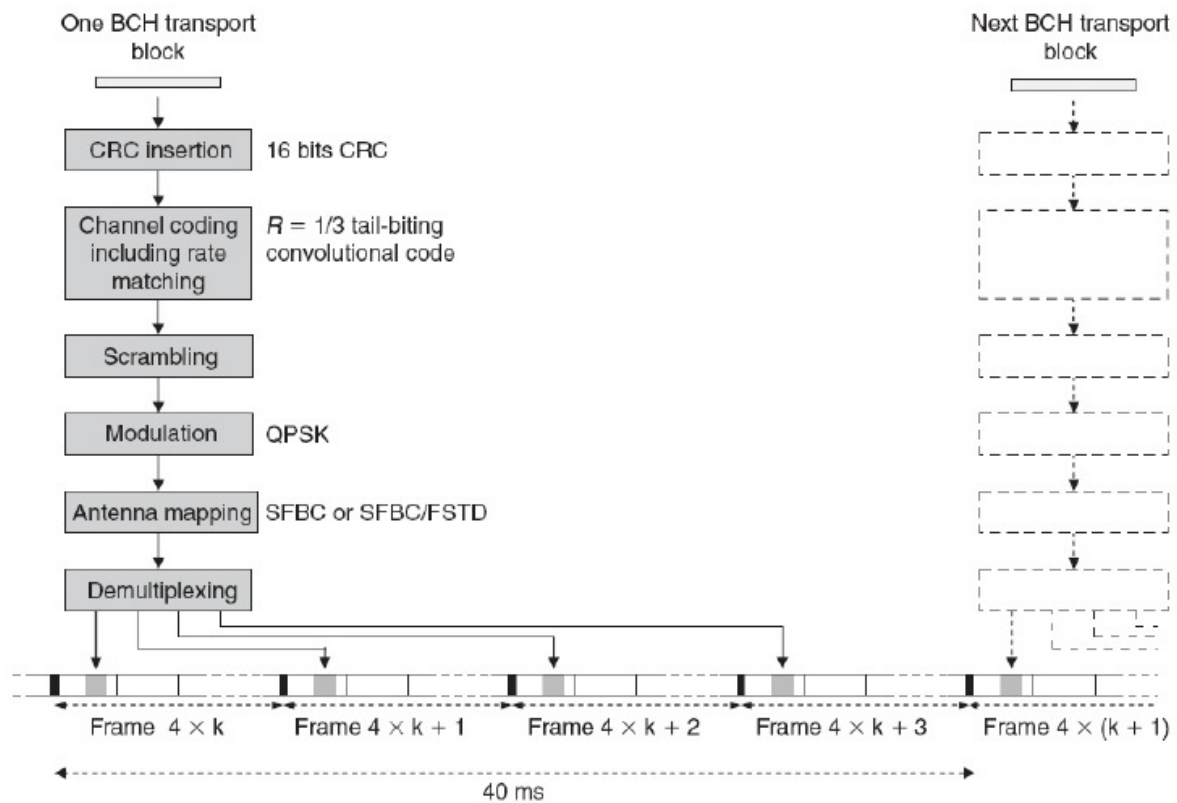 One BCH transport
block
Next BCH transport
block
CRC insertion
16 bits CRC
Channel coding
including rate
matching
R = 1/3 tail-biting
convolutional code
Scrambling
Modulation
QPSK
Antenna mapping
SFBC or SFBC/FSTD
Demultiplexing
Frame 4 × k
Frame 4 × k + 1
Frame 4 × k + 2
Frame 4 × k + 3
Frame 4 × (k + 1)
40 ms